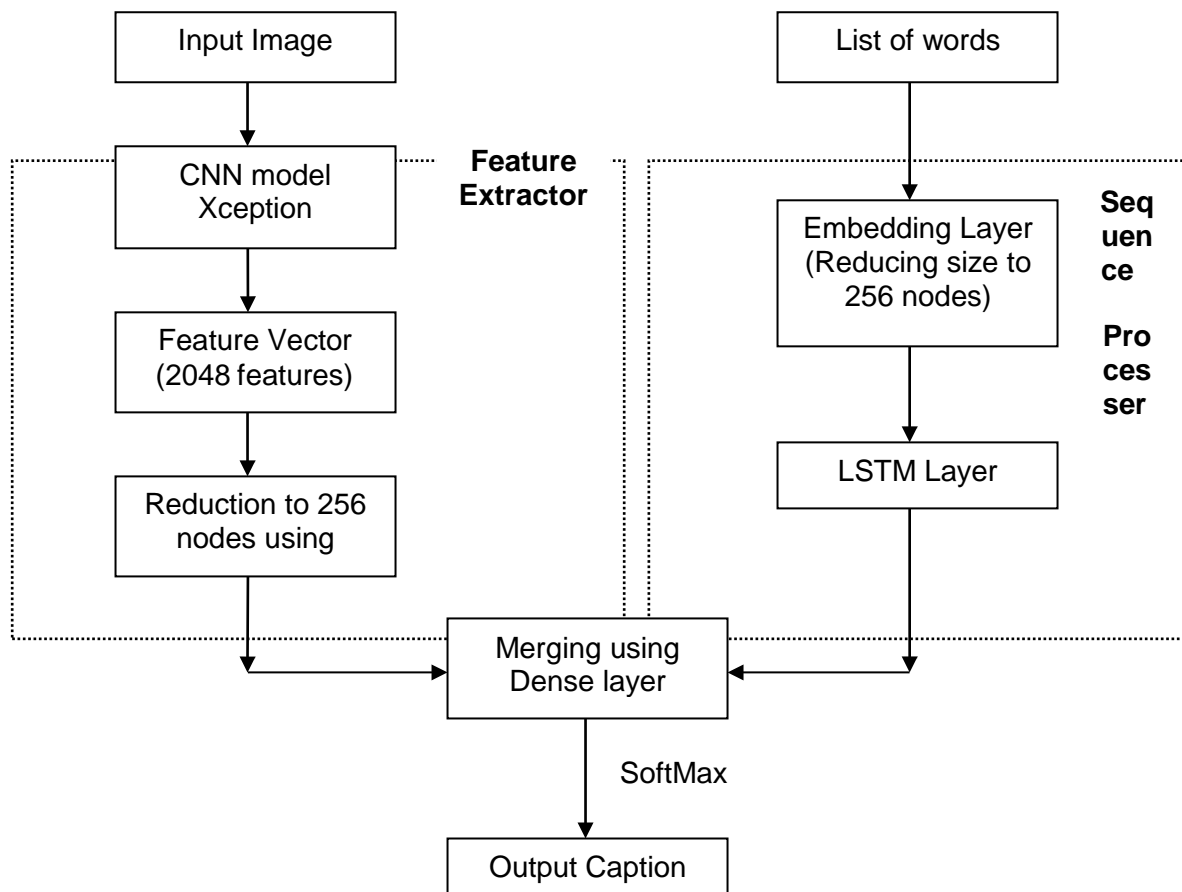 Input Image
List of words
CNN model
Xception
Feature
Extractor
Embedding Layer
(Reducing size to
256 nodes)
Seq
uen
ce
Pro
ces
ser
Feature Vector
(2048 features)
LSTM Layer
Reduction to 256
nodes using
Merging using
Dense layer
SoftMax
Output Caption